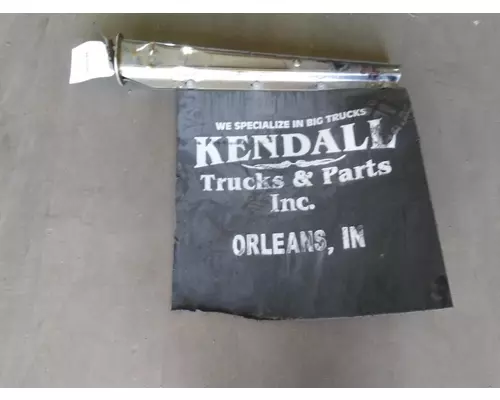 WE SPECIALIZE IN BIG TRUCKS
KENDALL
Trucks & Parts
Inc.
ORLEANS, IN